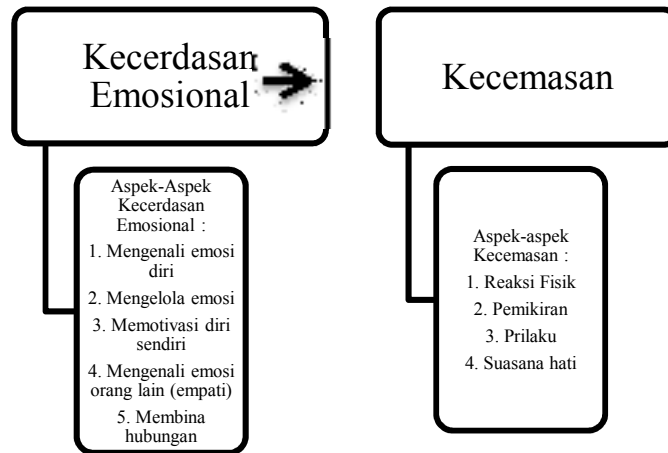 Kecerdasan
Emosional
Kecemasan
Aspek-Aspek
Kecerdasan
Emosional :
1. Mengenali emosi
diri
2. Mengelola emosi
3. Memotivasi diri
sendiri
4. Mengenali emosi
orang lain (empati)
5. Membina
hubungan
Aspek-aspek
Kecemasan :
1. Reaksi Fisik
2. Pemikiran
3. Prilaku
4. Suasana hati